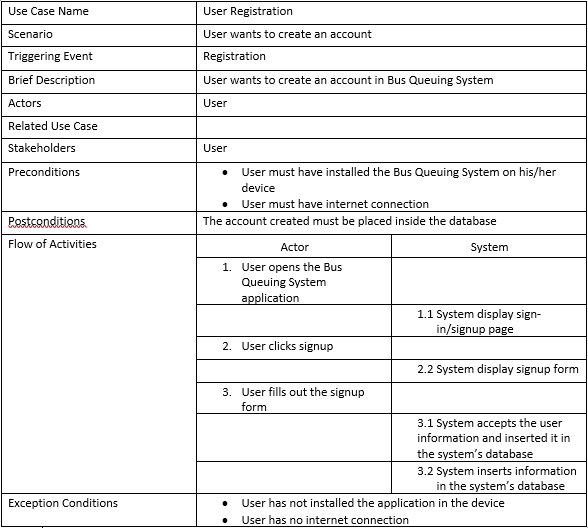 Use Case Name User Registration
Scenario User wants to create an account
Triggering Event Registration
Brief Description User wants to create an account in Bus Queuing System
Actors User
Related Use Case
Stakeholders User
Preconditions • User must have installed the Bus Queuing System on his/her
device
• User must have internet connection
Postconditions The account created must be placed inside the database
Flow of Activities Actor System
1. User opens the Bus
Queuing System
application
1.1 System display sign-
in/signup page
2. User clicks signup
2.2 System display signup form
3. User fills out the signup
form
3.1 System accepts the user
information and inserted it in
the system's database
3.2 System inserts information
in the system's database
Exception Conditions • User has not installed the application in the device
• User has no internet connection